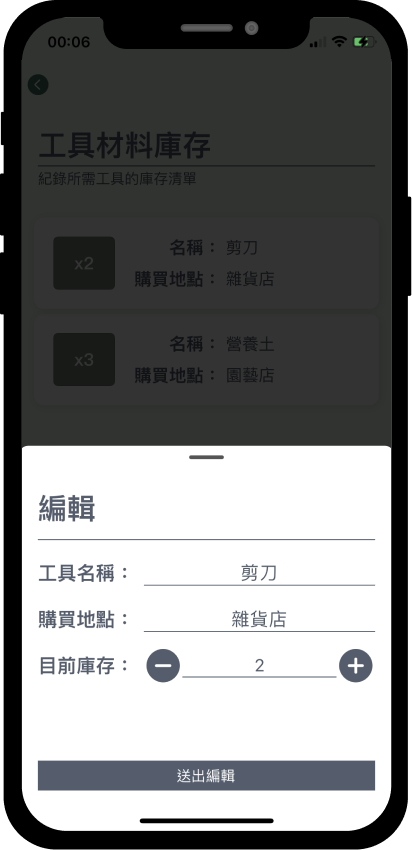 00:06
工具材料庫存
紀錄所需工具的庫存清單
x2
名稱： 剪刀
購買地點： 雜貨店
x3
名稱： 營養土
購買地點： 園藝店
編輯
工具名稱： 剪刀
購買地點： 雜貨店
目前庫存： 2
送出編輯